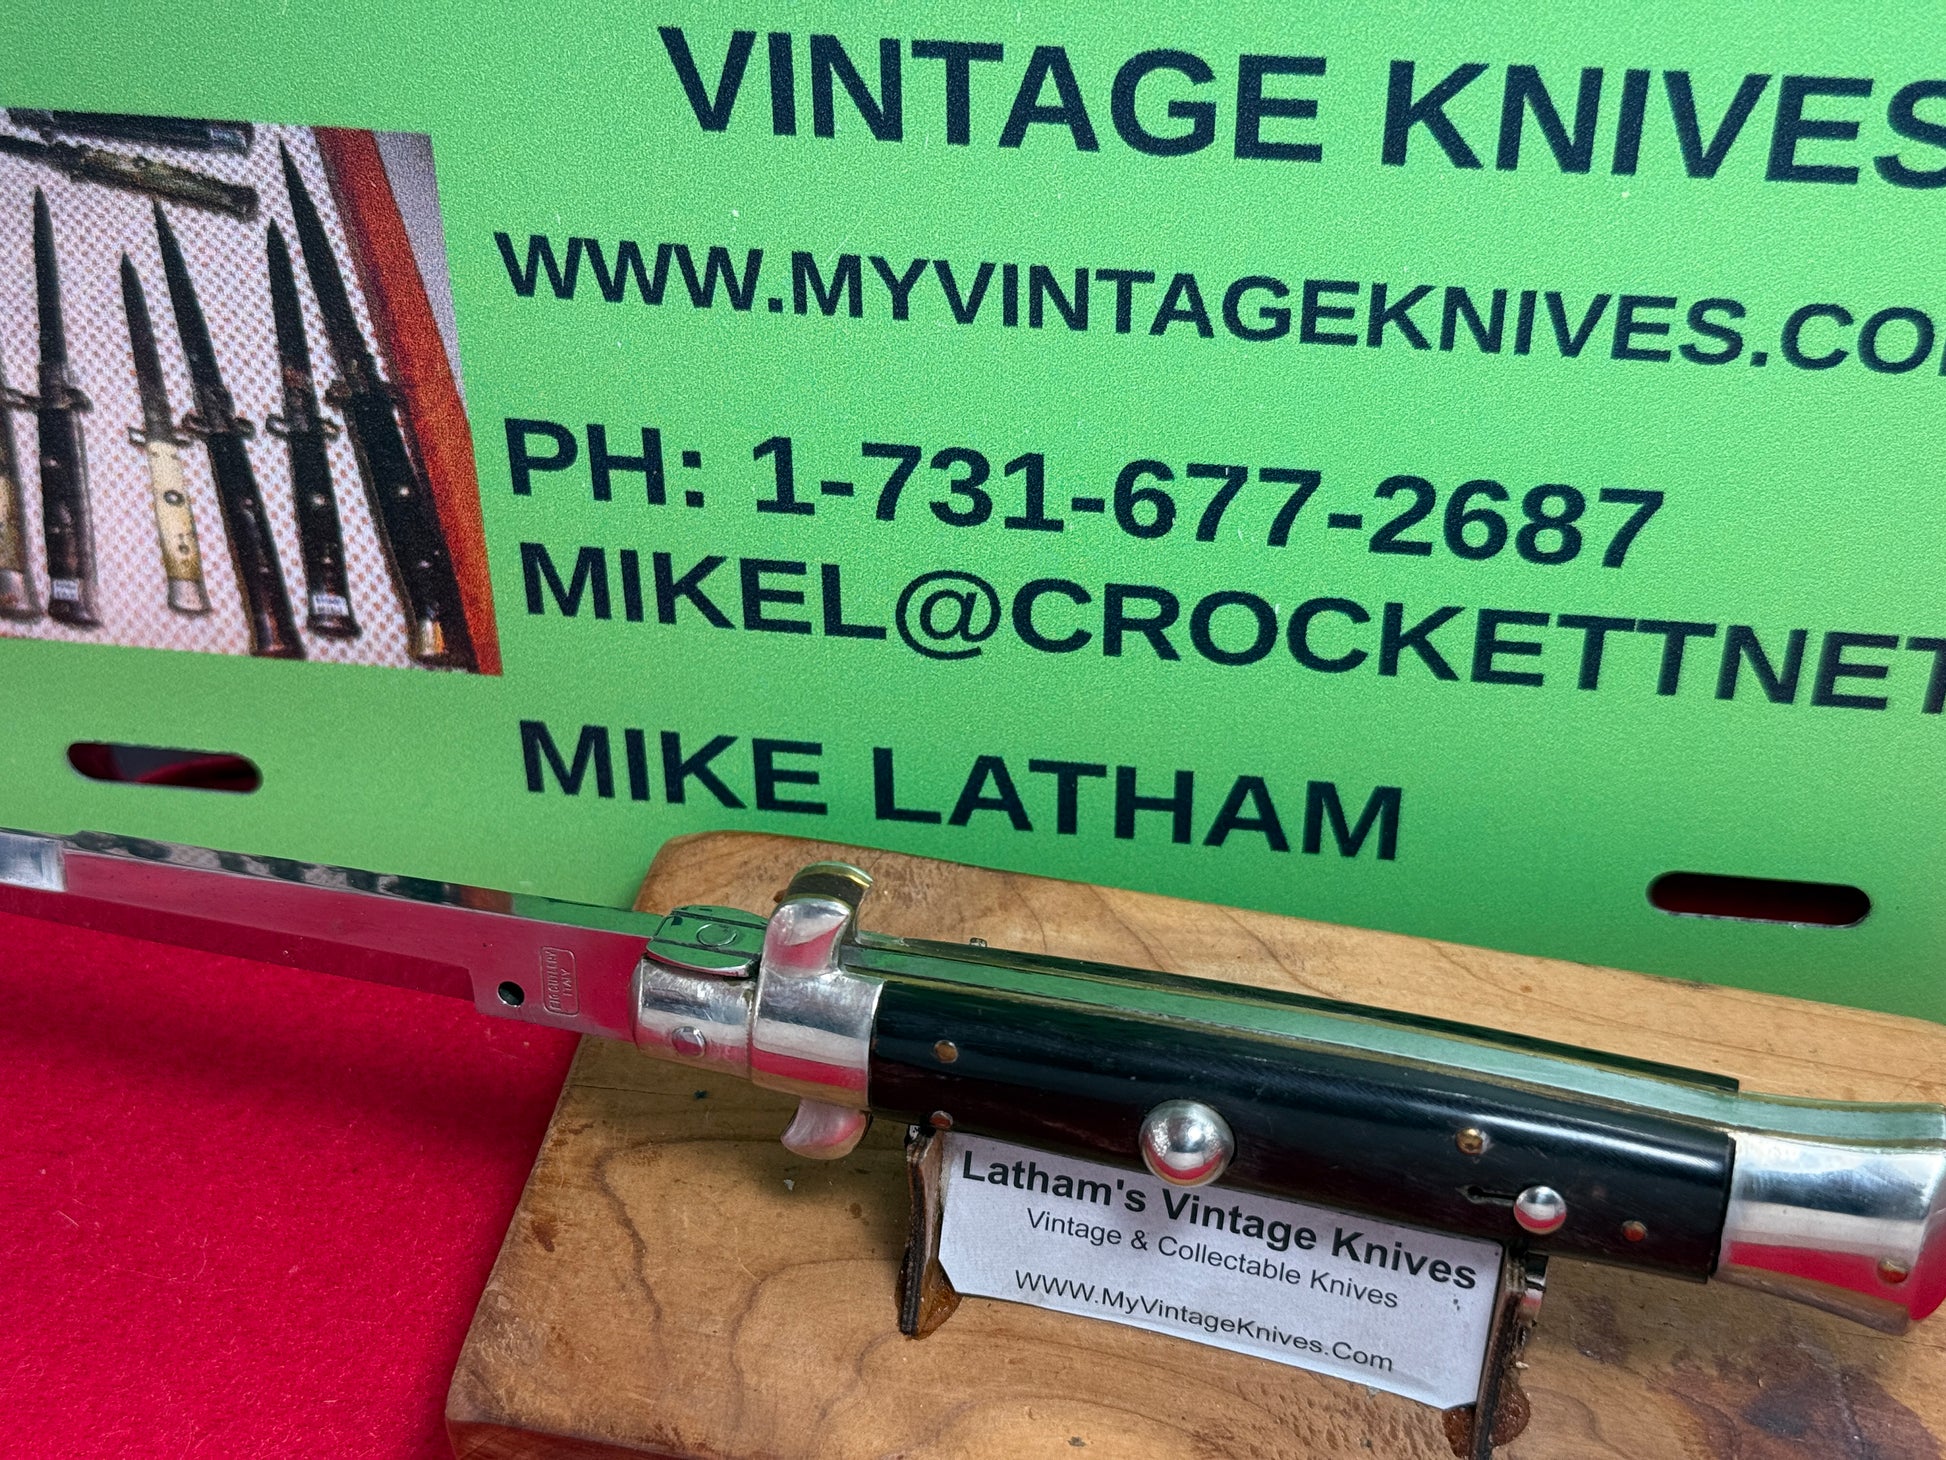 VINTAGE KNIVES
WWW.MYVINTAGEKNIVES.CO
PH: 1-731-677-2687
MIKEL@CROCKETTNET
MIKE LATHAM
ITALY
Latham's Vintage Knives
Vintage & Collectable Knives
WWW.MyVintageKnives.Com